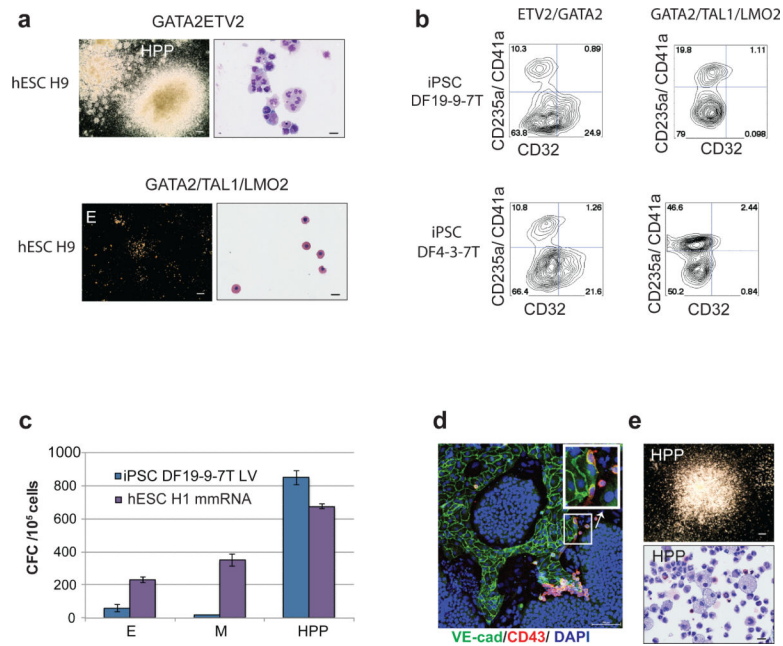 a
GATA2ETV2
hESC H9
HPP
GATA2/TAL1/LMO2
hESC H9
E
b
ETV2/GATA2
GATA2/TAL1/LMO2
iPSC
DF19-9-7T
CD235a/ CD41a
10.3
0.89
63.8
24.9
CD32
CD235a/ CD41a
19.8
1.11
79
0.098
CD32
iPSC
DF4-3-7T
CD235a/ CD41a
10.8
1.26
66.4
21.6
CD32
CD235a/ CD41a
46.6
2.44
50.2
0.84
CD32
c
CFC /10⁵ cells
1000
800
600
400
200
0
iPSC DF19-9-7T LV
hESC H1 mmRNA
E
M
HPP
d
VE-cad/CD43/ DAPI
e
HPP
HPP